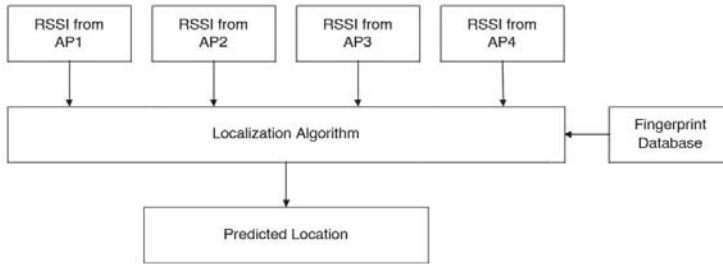 RSSI from
AP1
RSSI from
AP2
RSSI from
AP3
RSSI from
AP4
Localization Algorithm
Fingerprint
Database
Predicted Location